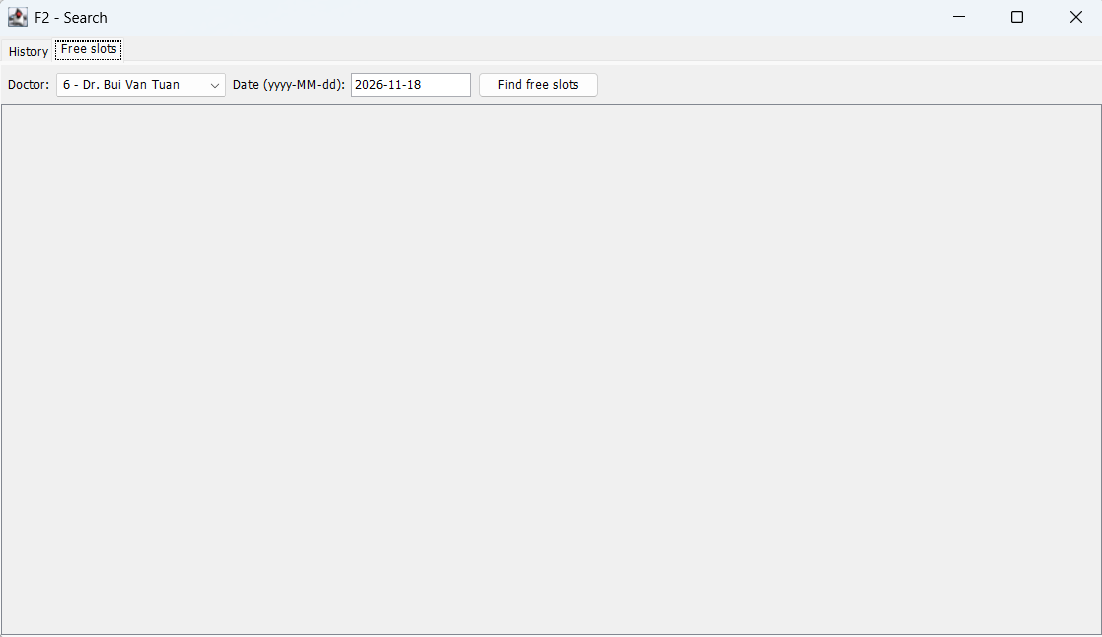 F2 - Search
History Free slots
Doctor: 6 - Dr. Bui Van Tuan Date (yyyy-MM-dd): 2026-11-18 Find free slots